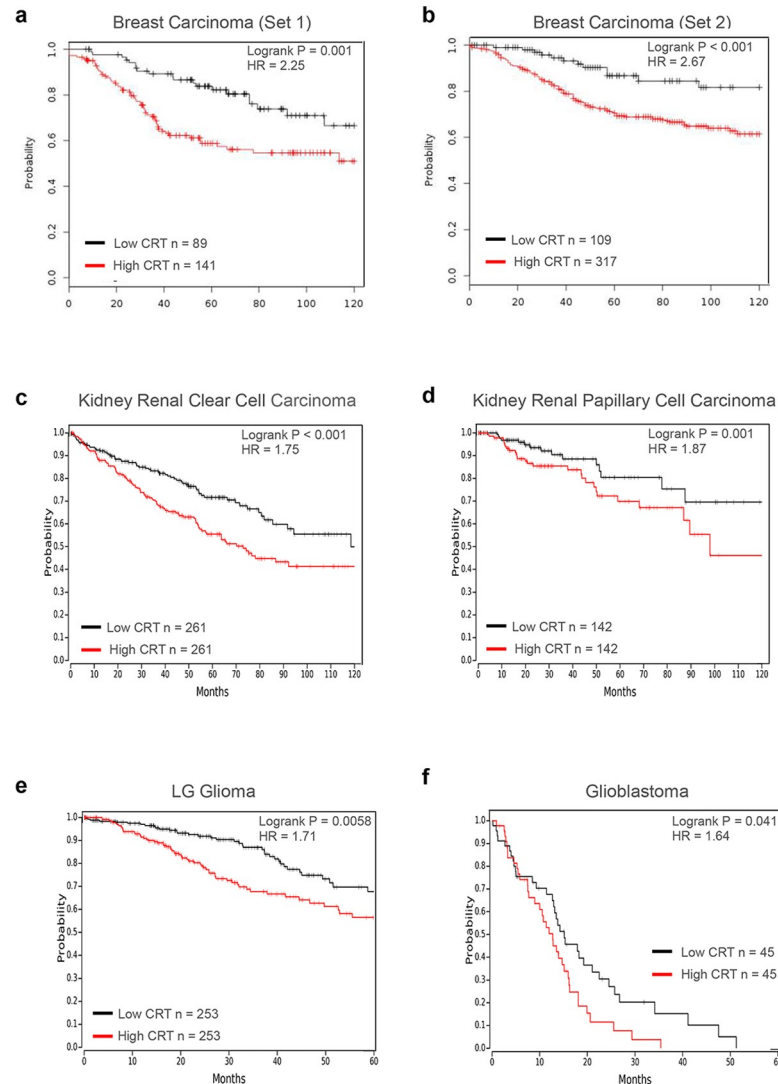 a
Breast Carcinoma (Set 1)
Logrank P = 0.001
HR = 2.25
Probability
1.0
0.8
0.6
0.4
0.2
0.0
Low CRT n = 89
High CRT n = 141
-
0 20 40 60 80 100 120
b
Breast Carcinoma (Set 2)
Logrank P < 0.001
HR = 2.67
Probability
1.0
0.8
0.6
0.4
0.2
0.0
Low CRT n = 109
High CRT n = 317
0 20 40 60 80 100 120
c
Kidney Renal Clear Cell Carcinoma
Logrank P < 0.001
HR = 1.75
Probability
1.0
0.9
0.8
0.7
0.6
0.5
0.4
0.3
0.2
0.1
0.0
Low CRT n = 261
High CRT n = 261
0 10 20 30 40 50 60 70 80 90 100 110 120
Months
d
Kidney Renal Papillary Cell Carcinoma
Logrank P = 0.001
HR = 1.87
Probability
1.0
0.9
0.8
0.7
0.6
0.5
0.4
0.3
0.2
0.1
0.0
Low CRT n = 142
High CRT n = 142
0 10 20 30 40 50 60 70 80 90 100 110 120
Months
e
LG Glioma
Logrank P = 0.0058
HR = 1.71
Probability
1.0
0.9
0.8
0.7
0.6
0.5
0.4
0.3
0.2
0.1
0.0
Low CRT n = 253
High CRT n = 253
0 10 20 30 40 50 60
Months
f
Glioblastoma
Logrank P = 0.041
HR = 1.64
Probability
1.0
0.9
0.8
0.7
0.6
0.5
0.4
0.3
0.2
0.1
0.0
Low CRT n = 45
High CRT n = 45
0 10 20 30 40 50 60
Months